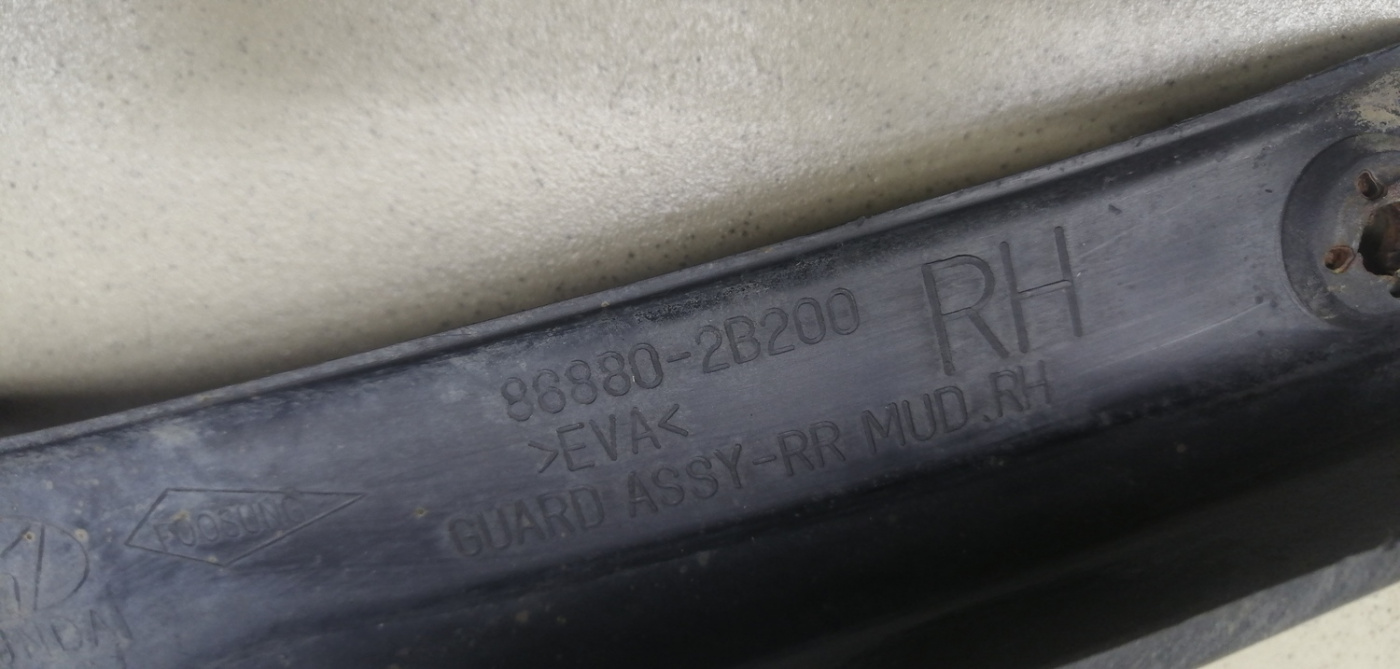 86880-2B200
RH
>EVA<
GUARD ASSY-RR MUD.RH